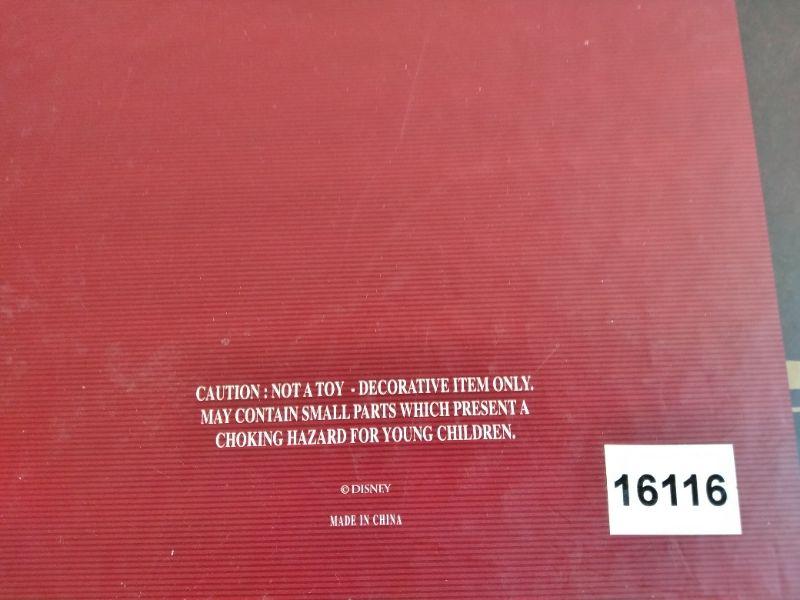 CAUTION : NOT A TOY - DECORATIVE ITEM ONLY.
MAY CONTAIN SMALL PARTS WHICH PRESENT A
CHOKING HAZARD FOR YOUNG CHILDREN.
© DISNEY
MADE IN CHINA
16116